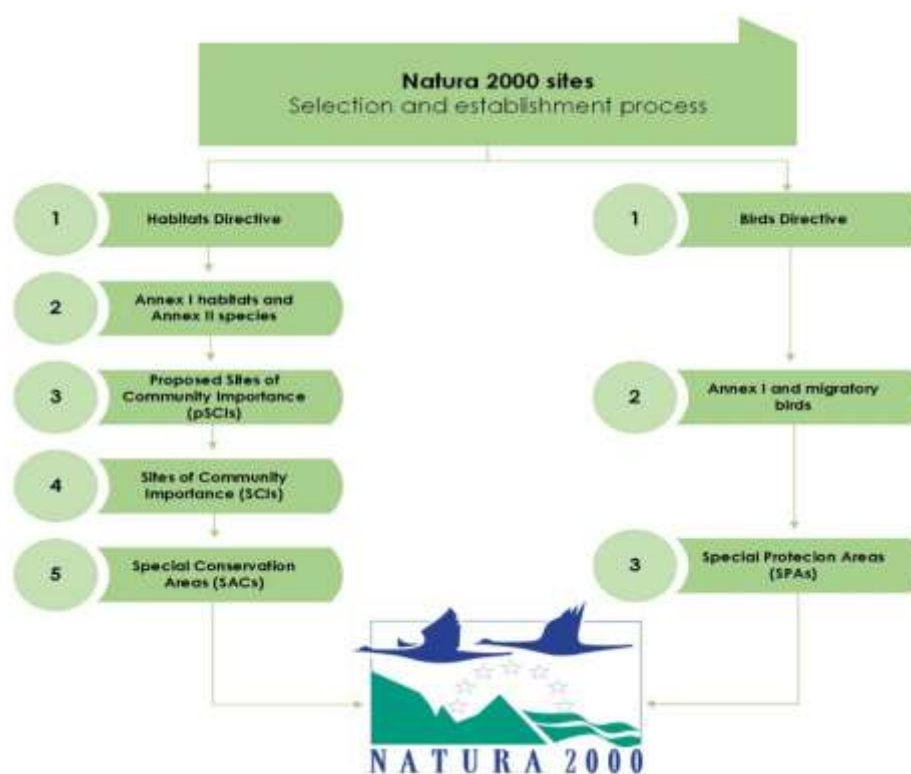 Natura 2000 sites
Selection and establishment process
1
Habitats Directive
2
Annex I habitats and
Annex II species
3
Proposed Sites of
Community Importance
(pSCIs)
4
Sites of Community
Importance (SCIs)
5
Special Conservation
Areas (SACs)
1
Birds Directive
2
Annex I and migratory
birds
3
Special Protecion Areas
(SPAs)
NATURA 2000